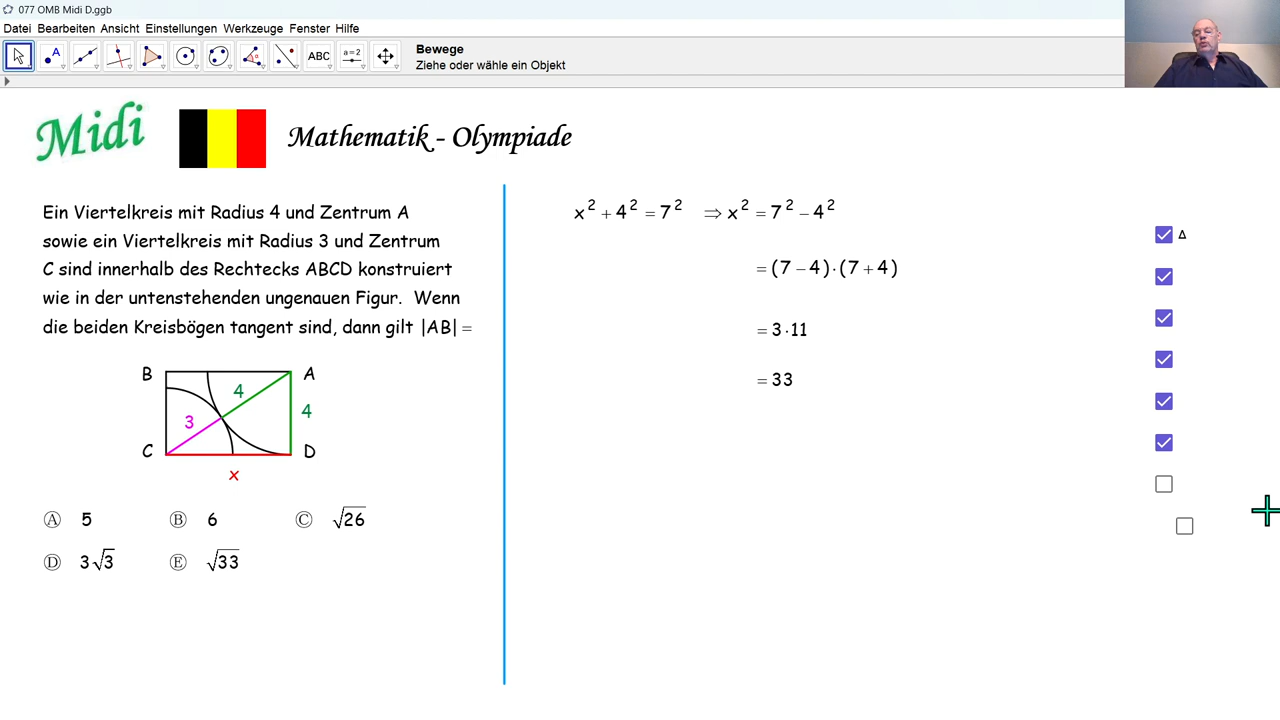 077 OMB Midi D.ggb
Datei Bearbeiten Ansicht Einstellungen Werkzeuge Fenster Hilfe
A ABC a=2
Bewege
Ziehe oder wähle ein Objekt
Midi
Mathematik - Olympiade
Ein Viertelkreis mit Radius 4 und Zentrum A
sowie ein Viertelkreis mit Radius 3 und Zentrum
C sind innerhalb des Rechtecks ABCD konstruiert
wie in der untenstehenden ungenauen Figur. Wenn
die beiden Kreisbögen tangent sind, dann gilt |AB| =
B A
4
4
3
C D
x
Ⓐ 5 Ⓑ 6 Ⓒ √26
Ⓓ 3√3 Ⓔ √33
x² + 4² = 7² ⇒ x² = 7² − 4²
= (7 − 4)·(7 + 4)
= 3·11
= 33
Δ